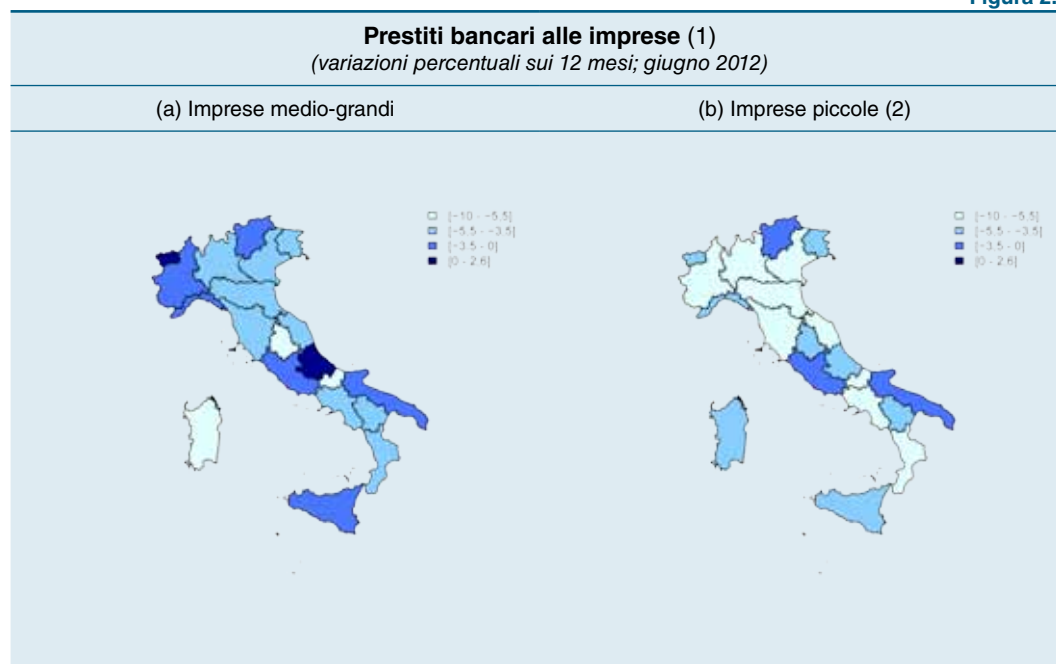 Figura 2.
Prestiti bancari alle imprese (1)
(variazioni percentuali sui 12 mesi; giugno 2012)
(a) Imprese medio-grandi
(b) Imprese piccole (2)
[−10 - −5.5]
[−5.5 - −3.5]
[−3.5 - 0]
[0 - 2.6]
[−10 - −5.5]
[−5.5 - −3.5]
[−3.5 - 0]
[0 - 2.6]